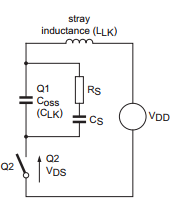 stray
inductance (LLK)
Q1
Coss
(CLK)
RS
CS
VDD
Q2
Q2
VDS